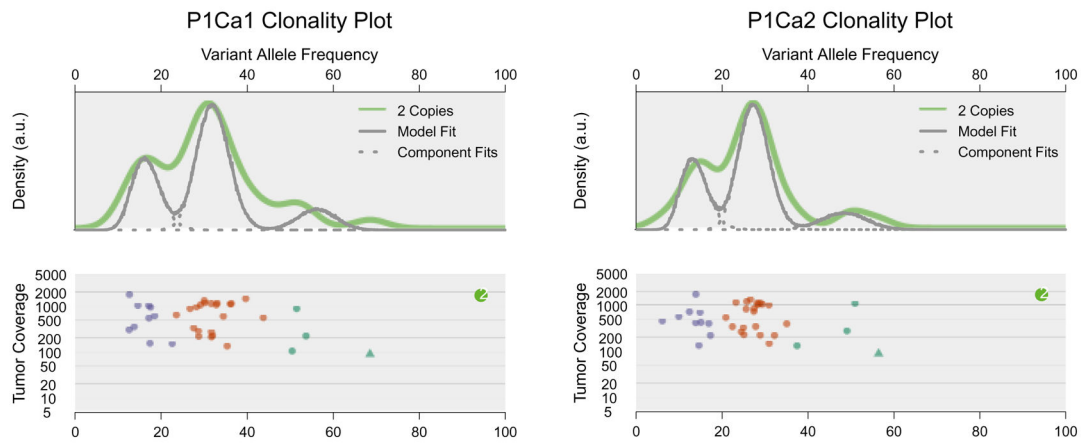 P1Ca1 Clonality Plot
Variant Allele Frequency
0 20 40 60 80 100
Density (a.u.)
2 Copies
Model Fit
Component Fits
Tumor Coverage
5000
2000
1000
500
200
100
50
20
10
5
2
0 20 40 60 80 100
P1Ca2 Clonality Plot
Variant Allele Frequency
0 20 40 60 80 100
Density (a.u.)
2 Copies
Model Fit
Component Fits
Tumor Coverage
5000
2000
1000
500
200
100
50
20
10
5
2
0 20 40 60 80 100